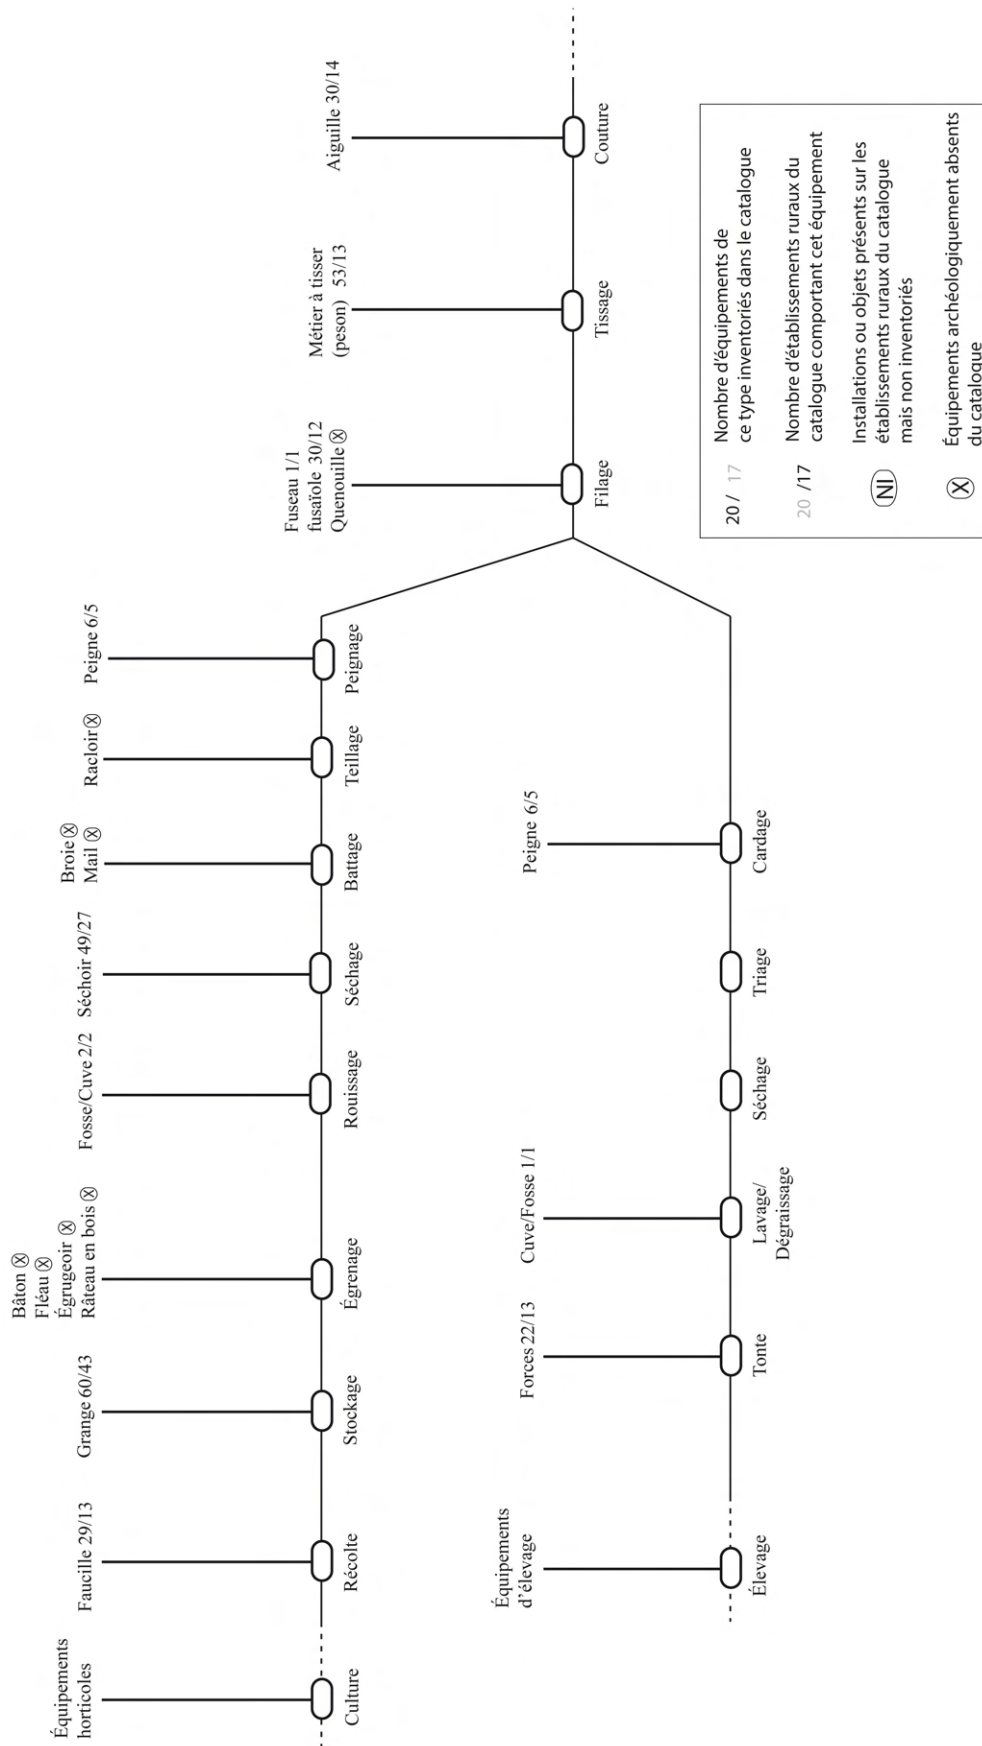 Équipements
horticoles
Faucille 29/13
Grange 60/43
Bâton Ⓧ
Fléau Ⓧ
Égrugeoir Ⓧ
Râteau en bois Ⓧ
Fosse/Cuve 2/2
Séchoir 49/27
Broie Ⓧ
Mail Ⓧ
Racloir Ⓧ
Peigne 6/5
Culture
Récolte
Stockage
Égrenage
Rouissage
Séchage
Battage
Teillage
Peignage
Fuseau 1/1
fusaïole 30/12
Quenouille Ⓧ
Métier à tisser
(peson) 53/13
Aiguille 30/14
Filage
Tissage
Couture
Équipements
d'élevage
Forces 22/13
Cuve/Fosse 1/1
Peigne 6/5
Élevage
Tonte
Lavage/
Dégraissage
Séchage
Triage
Cardage
20 / 17 Nombre d'équipements de
ce type inventoriés dans le catalogue
20 /17 Nombre d'établissements ruraux du
catalogue comportant cet équipement
NI Installations ou objets présents sur les
établissements ruraux du catalogue
mais non inventoriés
Ⓧ Équipements archéologiquement absents
du catalogue